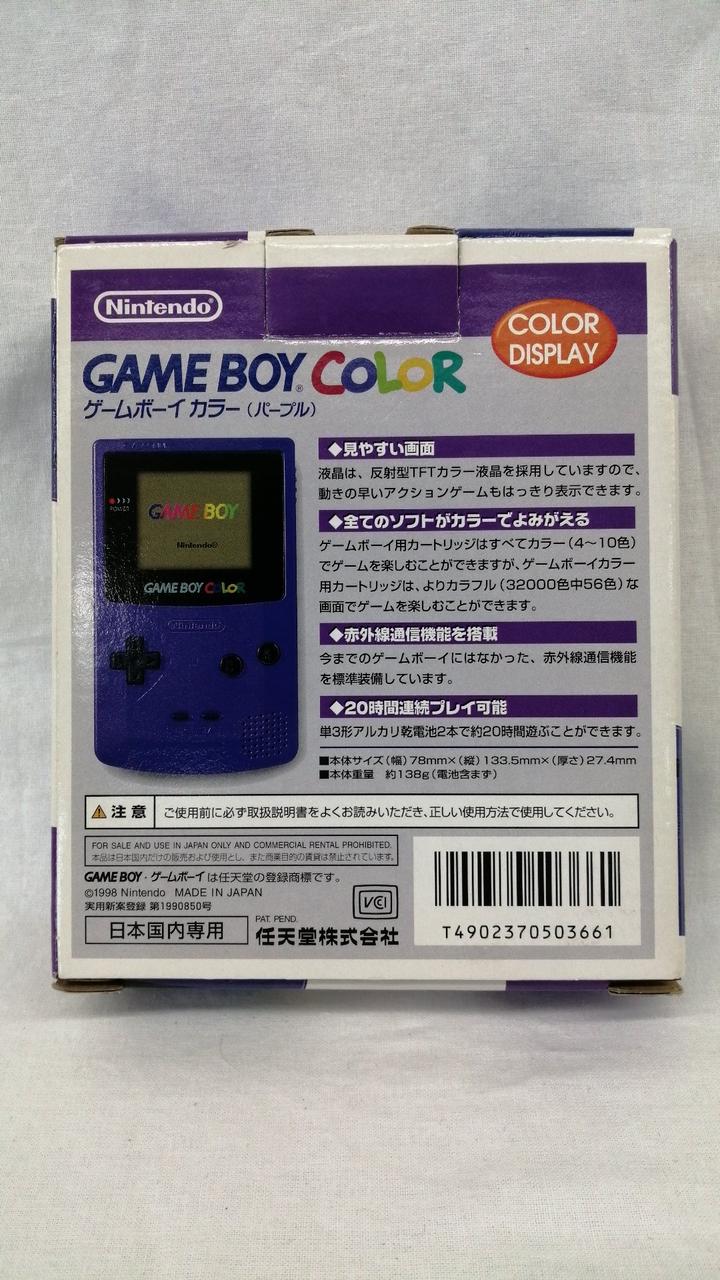 Nintendo®
COLOR
DISPLAY
GAME BOY® COLOR
ゲームボーイ カラー（パープル）
POWER
GAME BOY
Nintendo®
GAME BOY COLOR
Nintendo
◆見やすい画面
液晶は、反射型TFTカラー液晶を採用していますので、
動きの早いアクションゲームもはっきり表示できます。
◆全てのソフトがカラーでよみがえる
ゲームボーイ用カートリッジはすべてカラー（4〜10色）
でゲームを楽しむことができますが、ゲームボーイカラー
用カートリッジは、よりカラフル（32000色中56色）な
画面でゲームを楽しむことができます。
◆赤外線通信機能を搭載
今までのゲームボーイにはなかった、赤外線通信機能
を標準装備しています。
◆20時間連続プレイ可能
単3形アルカリ乾電池2本で約20時間遊ぶことができます。
■本体サイズ（幅）78mm×（縦）133.5mm×（厚さ）27.4mm
■本体重量　約138g（電池含まず）
注意 ご使用前に必ず取扱説明書をよくお読みいただき、正しい使用方法で使用してください。
FOR SALE AND USE IN JAPAN ONLY AND COMMERCIAL RENTAL PROHIBITED.
本品は日本国内だけの販売および使用とし、また商業目的の賃貸は禁止されています。
GAME BOY・ゲームボーイ は任天堂の登録商標です。
©1998 Nintendo MADE IN JAPAN
実用新案登録 第1990850号
VCI
日本国内専用
PAT. PEND.
任天堂株式会社
T4902370503661